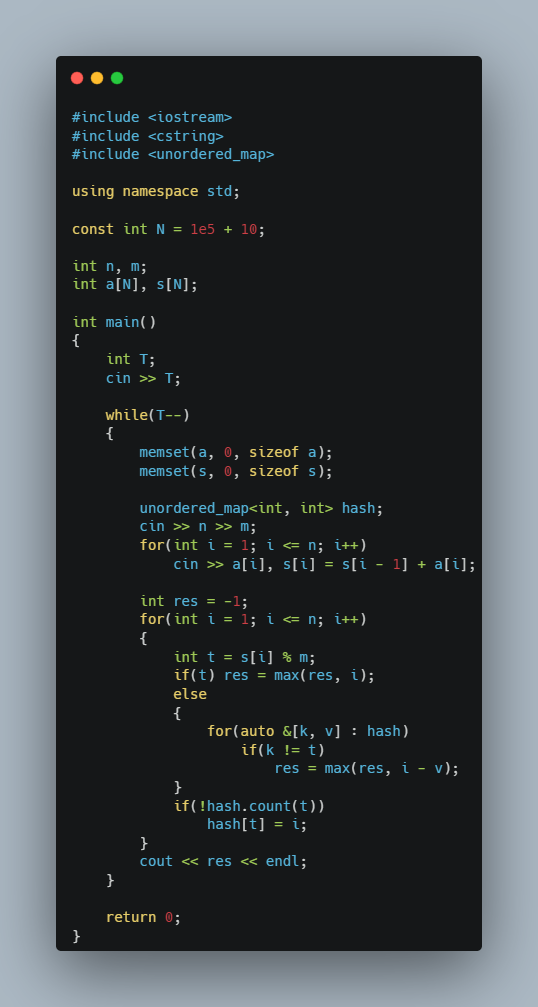 #include <iostream>
#include <cstring>
#include <unordered_map>

using namespace std;

const int N = 1e5 + 10;

int n, m;
int a[N], s[N];

int main()
{
    int T;
    cin >> T;

    while(T--)
    {
        memset(a, 0, sizeof a);
        memset(s, 0, sizeof s);

        unordered_map<int, int> hash;
        cin >> n >> m;
        for(int i = 1; i <= n; i++)
            cin >> a[i], s[i] = s[i - 1] + a[i];

        int res = -1;
        for(int i = 1; i <= n; i++)
        {
            int t = s[i] % m;
            if(t) res = max(res, i);
            else
            {
                for(auto &[k, v] : hash)
                    if(k != t)
                        res = max(res, i - v);
            }
            if(!hash.count(t))
                hash[t] = i;
        }
        cout << res << endl;
    }

    return 0;
}